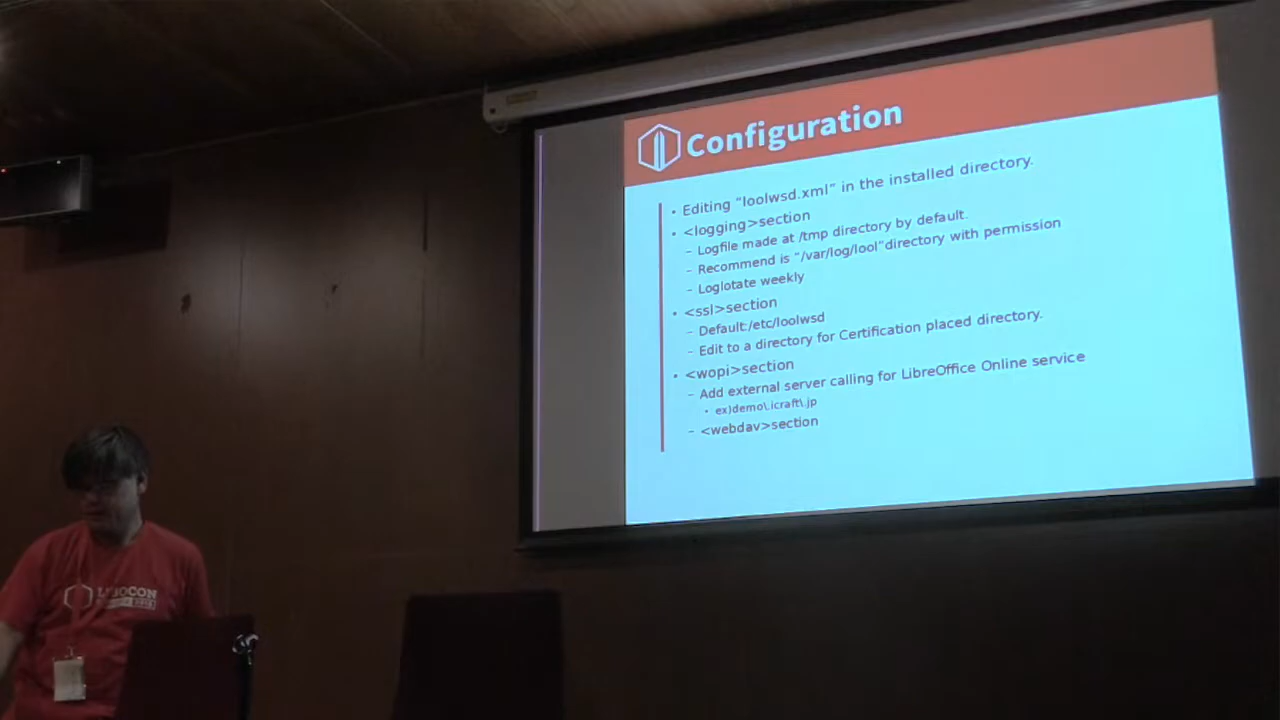 Configuration
• Editing “loolwsd.xml” in the installed directory.
• <logging>section
– Logfile made at /tmp directory by default.
– Recommend is “/var/log/lool”directory with permission
– Loglotate weekly
• <ssl>section
– Default:/etc/loolwsd
– Edit to a directory for Certification placed directory.
• <wopi>section
– Add external server calling for LibreOffice Online service
• ex)demo\.icraft\.jp
– <webdav>section
LIBOCON